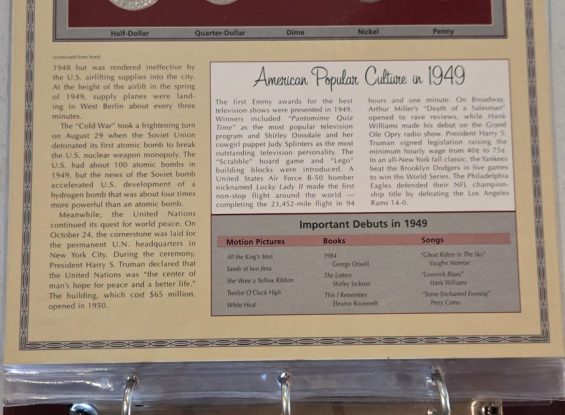 Half-Dollar Quarter-Dollar Dime Nickel Penny
(continued from front)
1948 but was rendered ineffective by
the U.S. airlifting supplies into the city.
At the height of the airlift in the spring
of 1949, supply planes were land-
ing in West Berlin about every three
minutes.
The "Cold War" took a frightening turn
on August 29 when the Soviet Union
detonated its first atomic bomb to break
the U.S. nuclear weapon monopoly. The
U.S. had about 100 atomic bombs in
1949, but the news of the Soviet bomb
accelerated U.S. development of a
hydrogen bomb that was about four times
more powerful than an atomic bomb.
Meanwhile, the United Nations
continued its quest for world peace. On
October 24, the cornerstone was laid for
the permanent U.N. headquarters in
New York City. During the ceremony,
President Harry S. Truman declared that
the United Nations was "the center of
man's hope for peace and a better life."
The building, which cost $65 million,
opened in 1950.
American Popular Culture in 1949
The first Emmy awards for the best
television shows were presented in 1949.
Winners included "Pantomime Quiz
Time" as the most popular television
program and Shirley Dinsdale and her
cowgirl puppet Judy Splinters as the most
outstanding television personality. The
"Scrabble" board game and "Lego"
building blocks were introduced. A
United States Air Force B-50 bomber
nicknamed Lucky Lady II made the first
non-stop flight around the world —
completing the 23,452-mile flight in 94
hours and one minute. On Broadway,
Arthur Miller's "Death of a Salesman"
opened to rave reviews, while Hank
Williams made his debut on the Grand
Ole Opry radio show. President Harry S.
Truman signed legislation raising the
minimum hourly wage from 40¢ to 75¢.
In an all-New York fall classic, the Yankees
beat the Brooklyn Dodgers in five games
to win the World Series. The Philadelphia
Eagles defended their NFL champion-
ship title by defeating the Los Angeles
Rams 14-0.
Important Debuts in 1949
Motion Pictures
All the King's Men
Sands of Iwo Jima
She Wore a Yellow Ribbon
Twelve O'Clock High
White Heat
Books
1984
George Orwell
The Lottery
Shirley Jackson
This I Remember
Eleanor Roosevelt
Songs
"Ghost Riders In The Sky"
Vaughn Monroe
"Lovesick Blues"
Hank Williams
"Some Enchanted Evening"
Perry Como